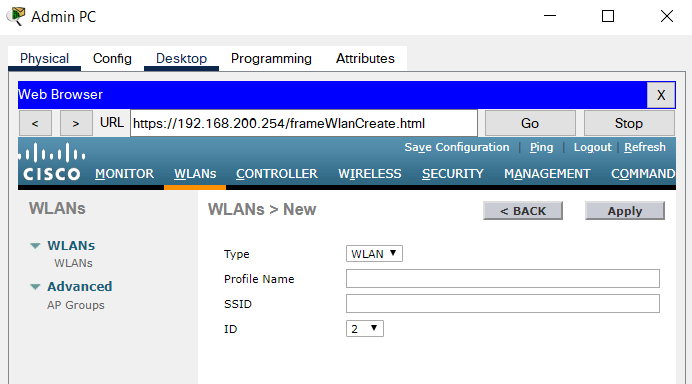 Admin PC
Physical Config Desktop Programming Attributes
Web Browser X
< > URL https://192.168.200.254/frameWlanCreate.html Go Stop
Save Configuration | Ping | Logout | Refresh
CISCO MONITOR WLANs CONTROLLER WIRELESS SECURITY MANAGEMENT COMMAND
WLANs
WLANs
WLANs
Advanced
AP Groups
WLANs > New < BACK Apply
Type WLAN
Profile Name
SSID
ID 2